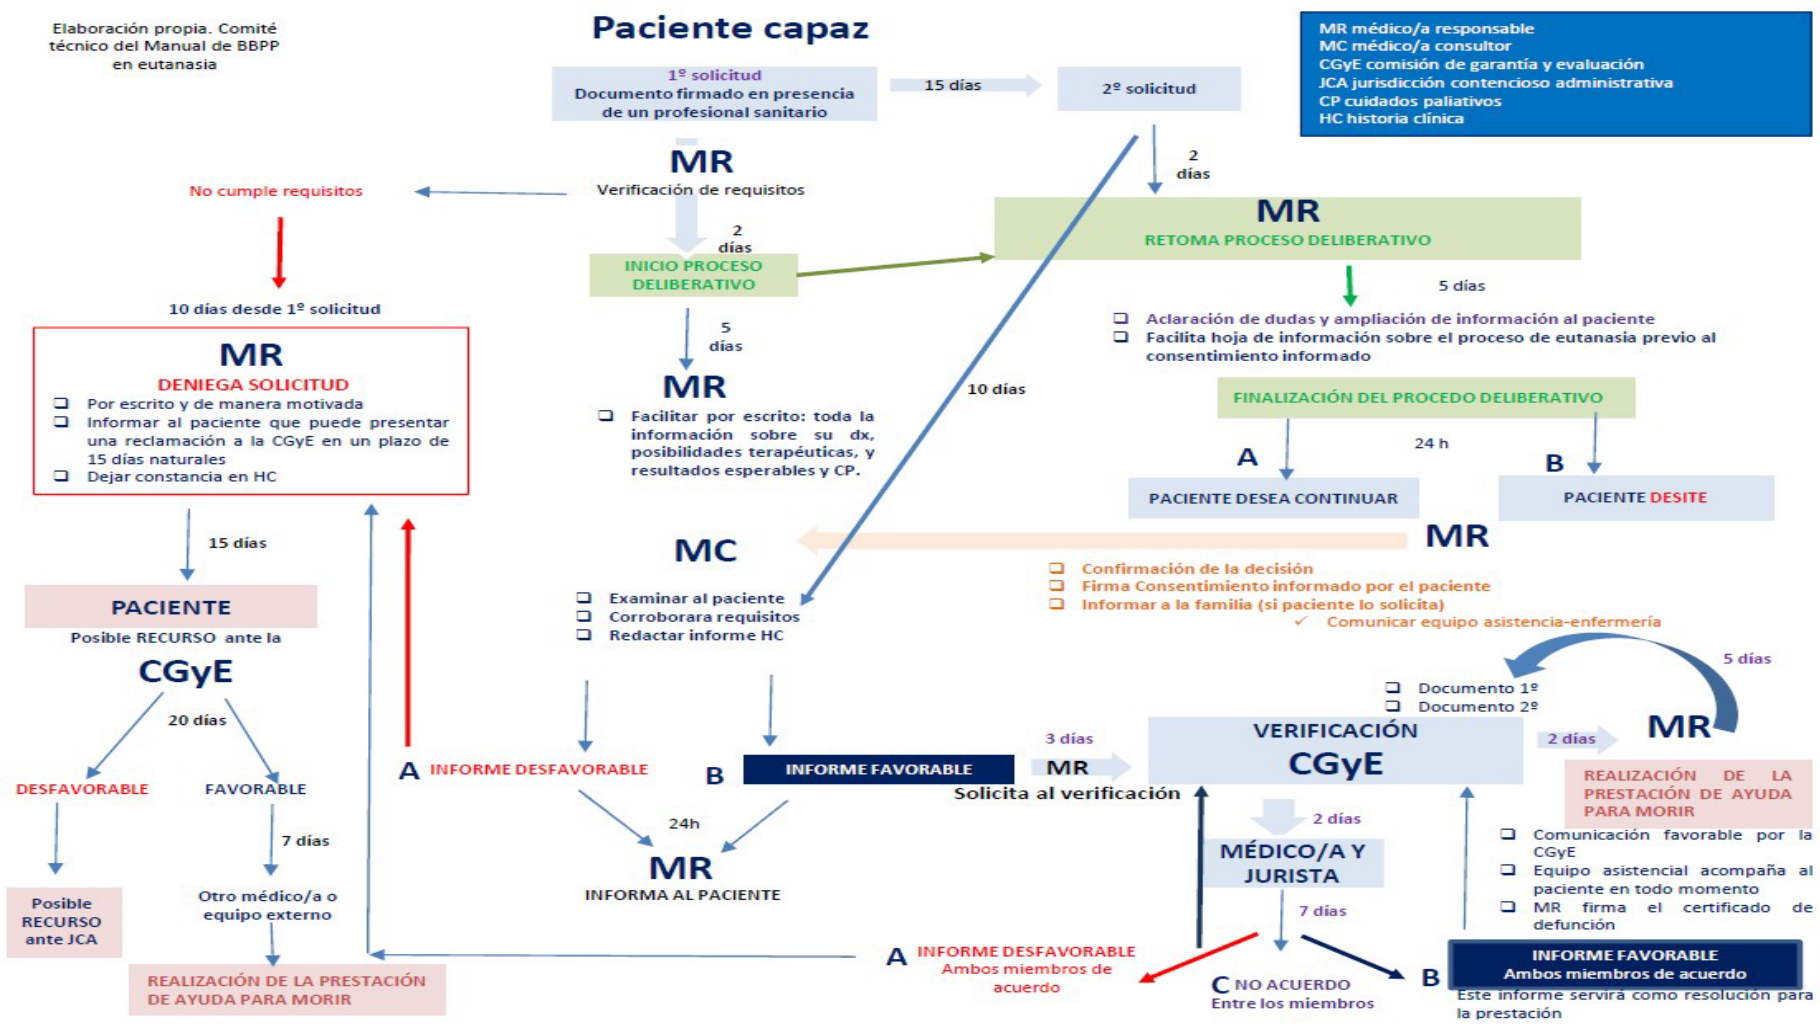 Elaboración propia. Comité
técnico del Manual de BBPP
en eutanasia
Paciente capaz
MR médico/a responsable
MC médico/a consultor
CGyE comisión de garantía y evaluación
JCA jurisdicción contencioso administrativa
CP cuidados paliativos
HC historia clínica
1º solicitud
Documento firmado en presencia
de un profesional sanitario
15 días
2º solicitud
MR
Verificación de requisitos
No cumple requisitos
2
días
2
días
MR
RETOMA PROCESO DELIBERATIVO
INICIO PROCESO
DELIBERATIVO
5 días
10 días desde 1º solicitud
MR
DENIEGA SOLICITUD
Por escrito y de manera motivada
Informar al paciente que puede presentar
una reclamación a la CGyE en un plazo de
15 días naturales
Dejar constancia en HC
5
días
MR
Facilitar por escrito: toda la
información sobre su dx,
posibilidades terapéuticas, y
resultados esperables y CP.
10 días
Aclaración de dudas y ampliación de información al paciente
Facilita hoja de información sobre el proceso de eutanasia previo al
consentimiento informado
FINALIZACIÓN DEL PROCEDO DELIBERATIVO
24 h
A
B
PACIENTE DESEA CONTINUAR
PACIENTE DESITE
MR
Confirmación de la decisión
Firma Consentimiento informado por el paciente
Informar a la familia (si paciente lo solicita)
Comunicar equipo asistencia-enfermería
MC
Examinar al paciente
Corroborara requisitos
Redactar informe HC
15 días
PACIENTE
Posible RECURSO ante la
CGyE
20 días
DESFAVORABLE
FAVORABLE
7 días
Posible
RECURSO
ante JCA
Otro médico/a o
equipo externo
REALIZACIÓN DE LA PRESTACIÓN
DE AYUDA PARA MORIR
A INFORME DESFAVORABLE
B INFORME FAVORABLE
24h
MR
INFORMA AL PACIENTE
3 días
MR
Solicita al verificación
Documento 1º
Documento 2º
VERIFICACIÓN
CGyE
2 días
MR
5 días
REALIZACIÓN DE LA
PRESTACIÓN DE AYUDA
PARA MORIR
Comunicación favorable por la
CGyE
Equipo asistencial acompaña al
paciente en todo momento
MR firma el certificado de
defunción
2 días
MÉDICO/A Y
JURISTA
7 días
A INFORME DESFAVORABLE
Ambos miembros de
acuerdo
C NO ACUERDO
Entre los miembros
B
INFORME FAVORABLE
Ambos miembros de acuerdo
Este informe servirá como resolución para
la prestación